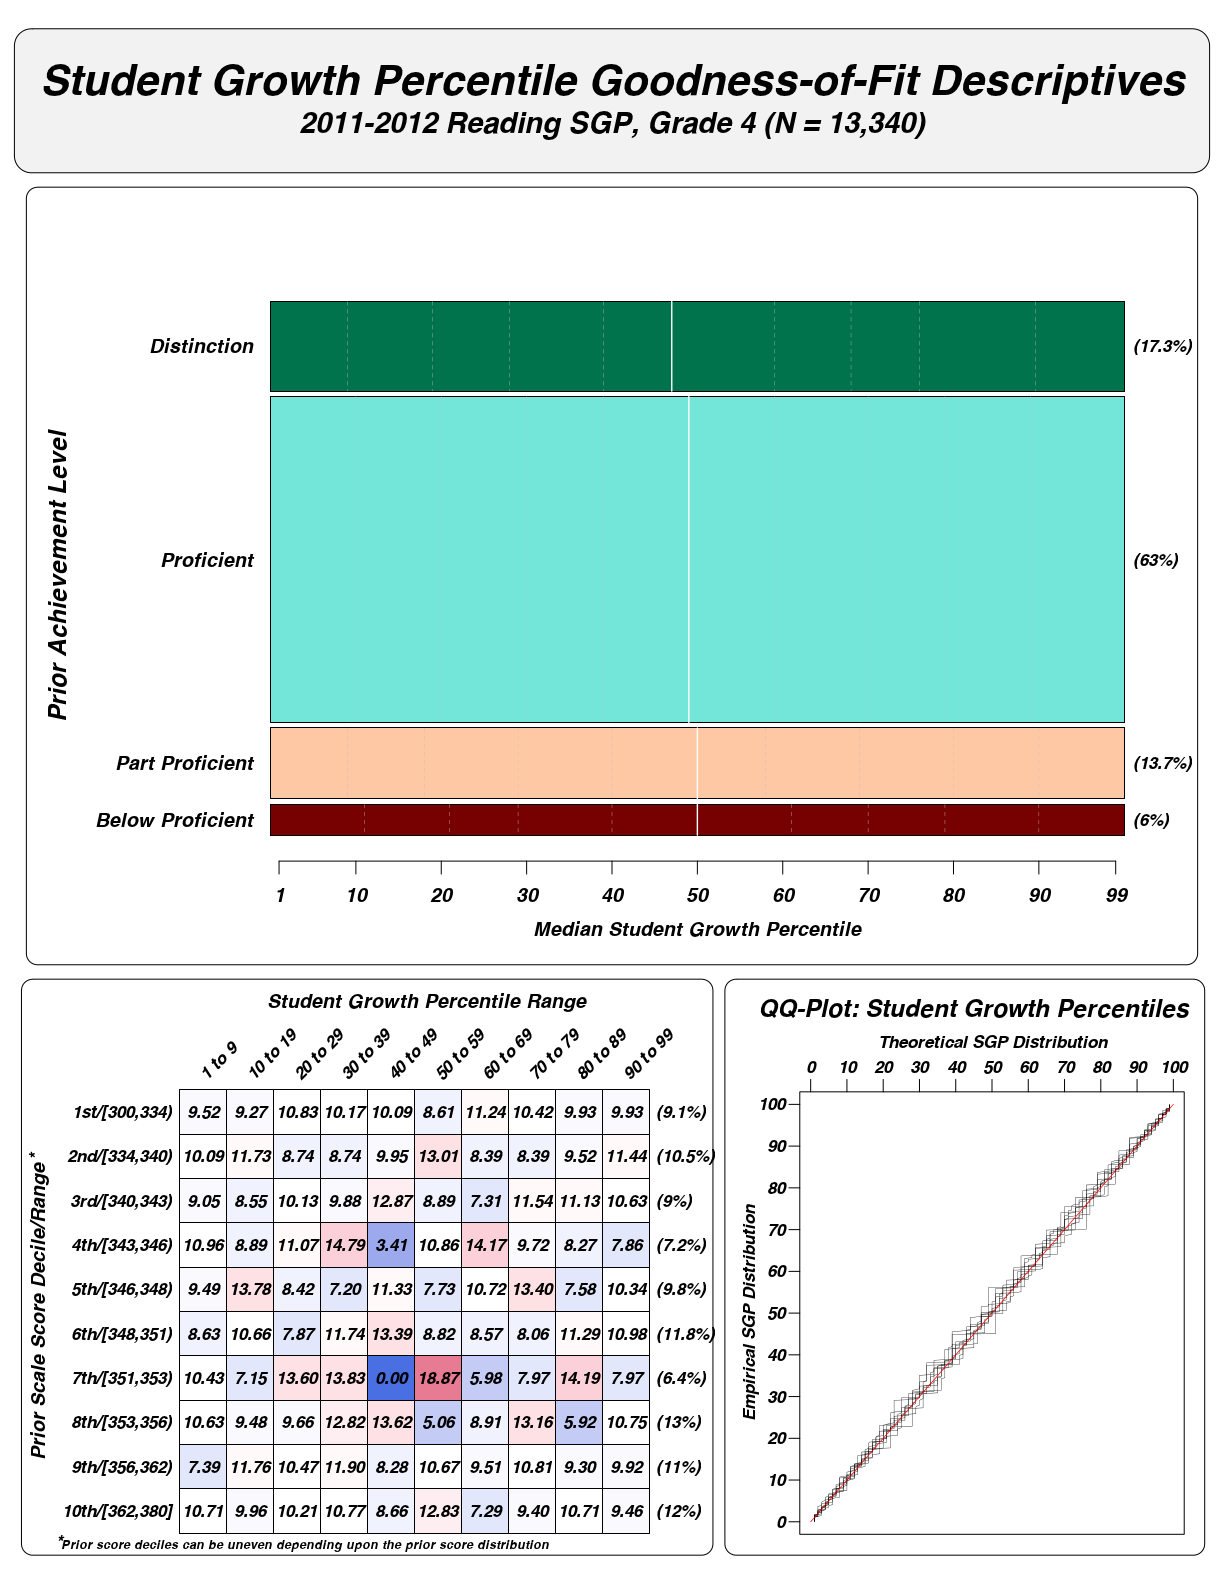 Student Growth Percentile Goodness-of-Fit Descriptives
2011-2012 Reading SGP, Grade 4 (N = 13,340)
Prior Achievement Level
Distinction (17.3%)
Proficient (63%)
Part Proficient (13.7%)
Below Proficient (6%)
1 10 20 30 40 50 60 70 80 90 99
Median Student Growth Percentile
Student Growth Percentile Range
1 to 9 10 to 19 20 to 29 30 to 39 40 to 49 50 to 59 60 to 69 70 to 79 80 to 89 90 to 99
Prior Scale Score Decile/Range*
1st/[300,334) 9.52 9.27 10.83 10.17 10.09 8.61 11.24 10.42 9.93 9.93 (9.1%)
2nd/[334,340) 10.09 11.73 8.74 8.74 9.95 13.01 8.39 8.39 9.52 11.44 (10.5%)
3rd/[340,343) 9.05 8.55 10.13 9.88 12.87 8.89 7.31 11.54 11.13 10.63 (9%)
4th/[343,346) 10.96 8.89 11.07 14.79 3.41 10.86 14.17 9.72 8.27 7.86 (7.2%)
5th/[346,348) 9.49 13.78 8.42 7.20 11.33 7.73 10.72 13.40 7.58 10.34 (9.8%)
6th/[348,351) 8.63 10.66 7.87 11.74 13.39 8.82 8.57 8.06 11.29 10.98 (11.8%)
7th/[351,353) 10.43 7.15 13.60 13.83 0.00 18.87 5.98 7.97 14.19 7.97 (6.4%)
8th/[353,356) 10.63 9.48 9.66 12.82 13.62 5.06 8.91 13.16 5.92 10.75 (13%)
9th/[356,362) 7.39 11.76 10.47 11.90 8.28 10.67 9.51 10.81 9.30 9.92 (11%)
10th/[362,380] 10.71 9.96 10.21 10.77 8.66 12.83 7.29 9.40 10.71 9.46 (12%)
*Prior score deciles can be uneven depending upon the prior score distribution
QQ-Plot: Student Growth Percentiles
Theoretical SGP Distribution
0 10 20 30 40 50 60 70 80 90 100
Empirical SGP Distribution
100
90
80
70
60
50
40
30
20
10
0